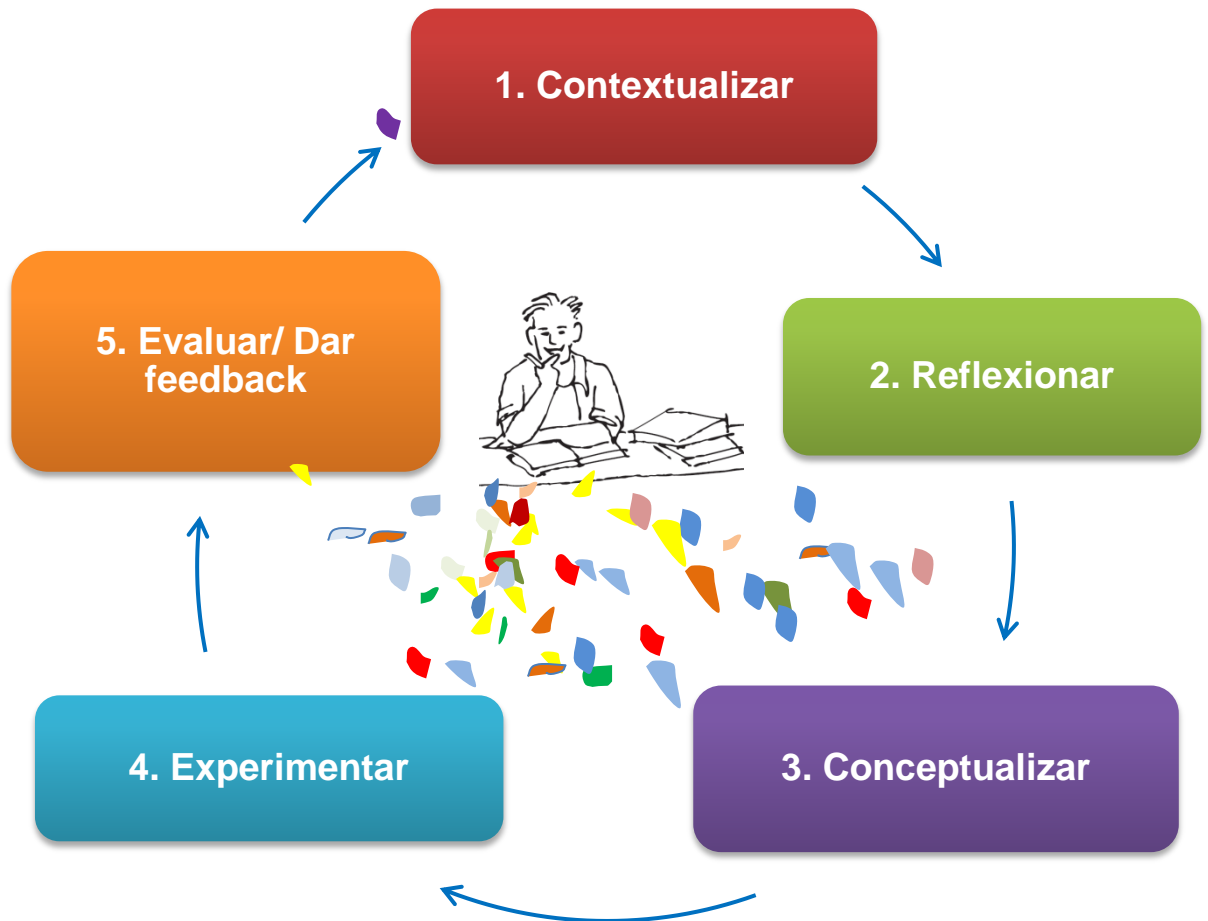 1. Contextualizar
2. Reflexionar
3. Conceptualizar
4. Experimentar
5. Evaluar/ Dar
feedback